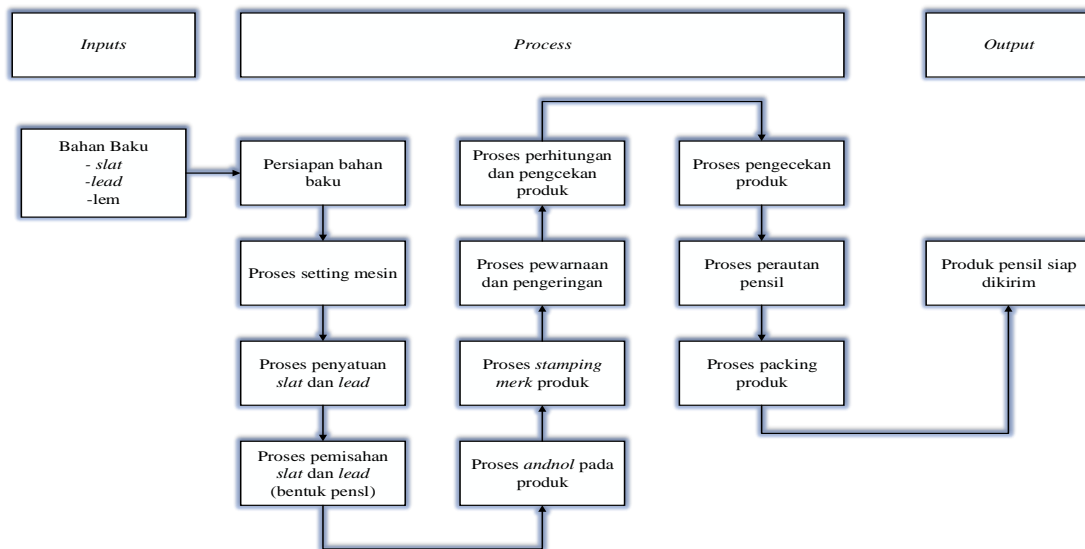 Inputs
Process
Output
Bahan Baku
- slat
-lead
-lem
Persiapan bahan
baku
Proses setting mesin
Proses penyatuan
slat dan lead
Proses pemisahan
slat dan lead
(bentuk pensl)
Proses andnol pada
produk
Proses stamping
merk produk
Proses pewarnaan
dan pengeringan
Proses perhitungan
dan pengcekan
produk
Proses pengecekan
produk
Proses perautan
pensil
Proses packing
produk
Produk pensil siap
dikirim